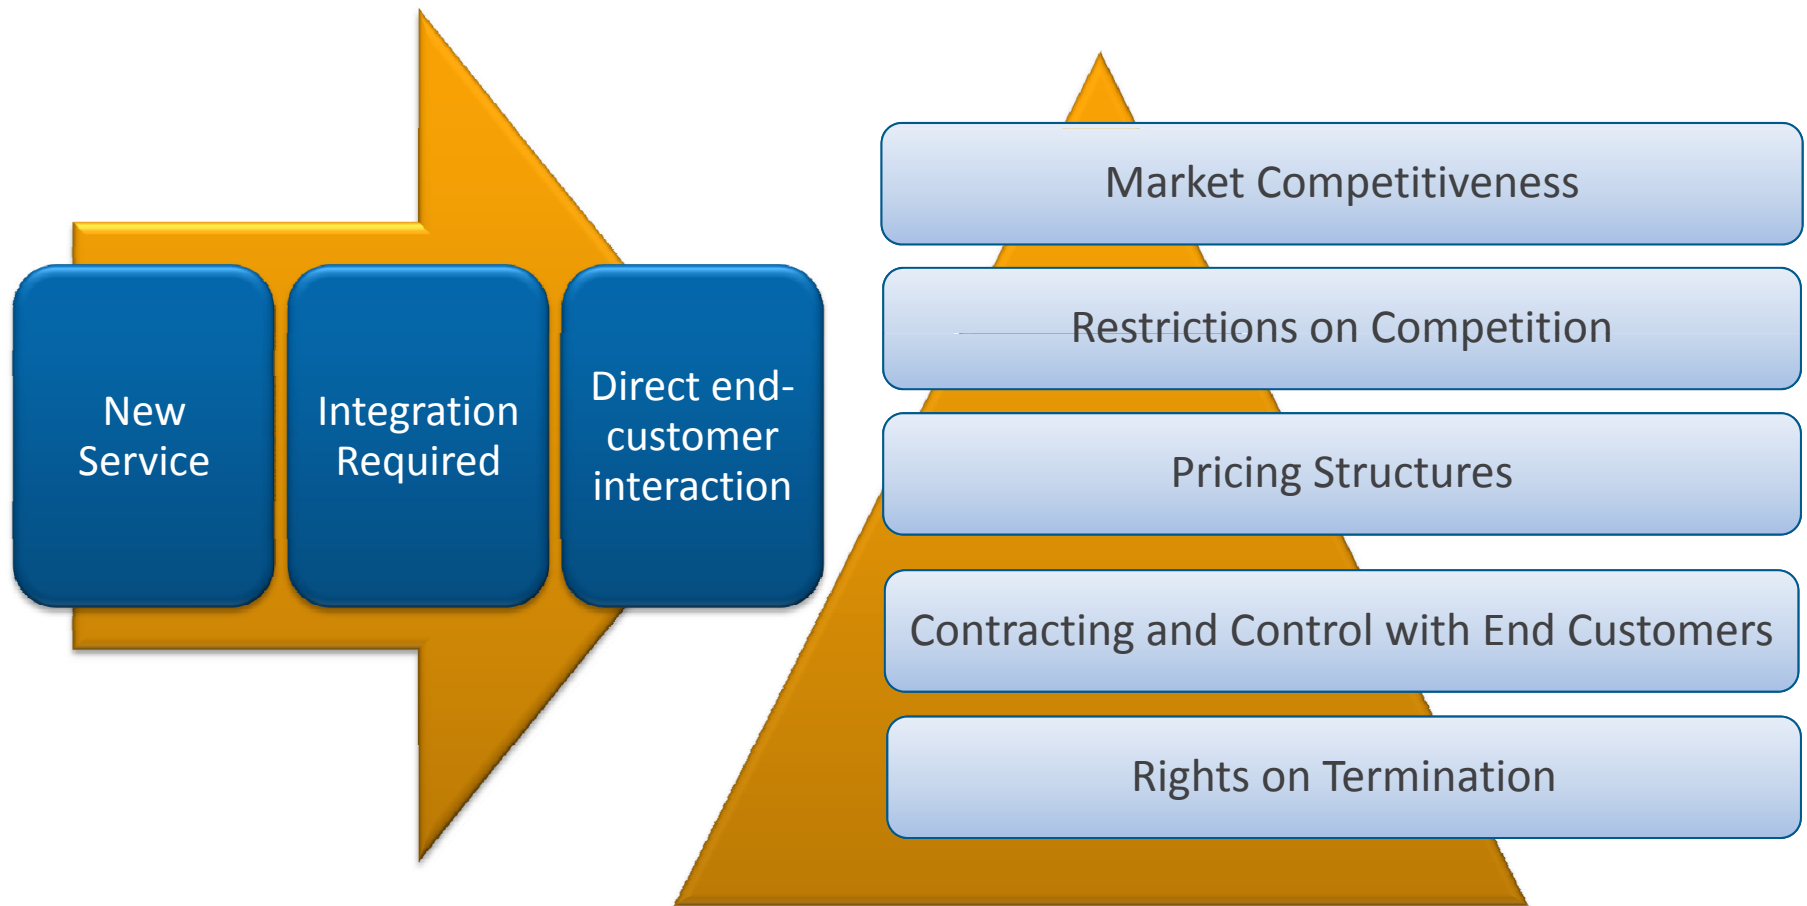 New
Service
Integration
Required
Direct end-
customer
interaction
Market Competitiveness
Restrictions on Competition
Pricing Structures
Contracting and Control with End Customers
Rights on Termination